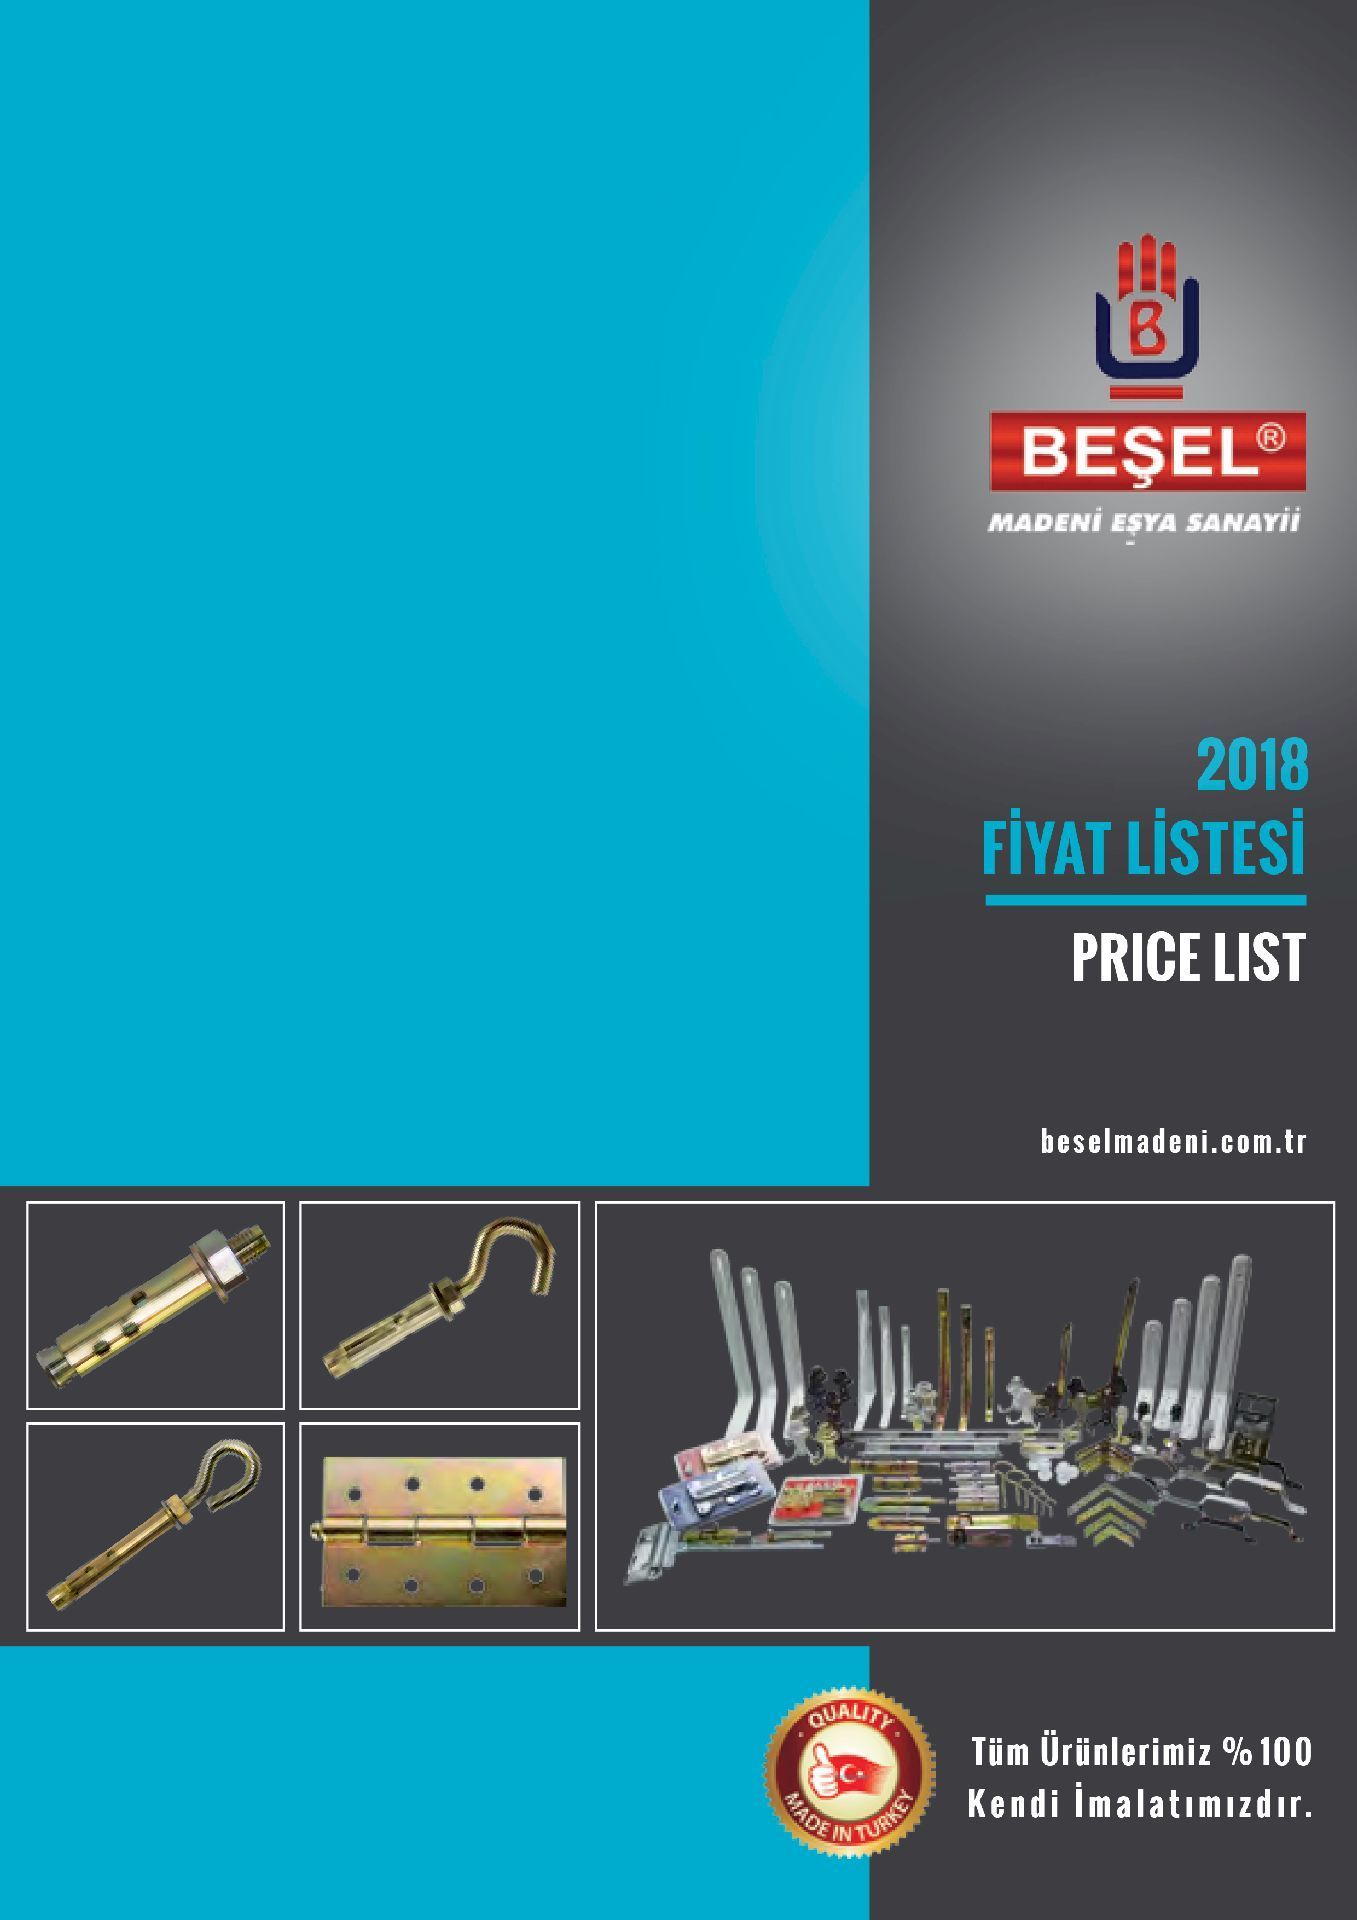 B
BEŞEL®
MADENİ EŞYA SANAYİİ
2018
FİYAT LİSTESİ
PRICE LIST
beselmadeni.com.tr
QUALITY
MADE IN TURKEY
Tüm Ürünlerimiz %100
Kendi İmalatımızdır.